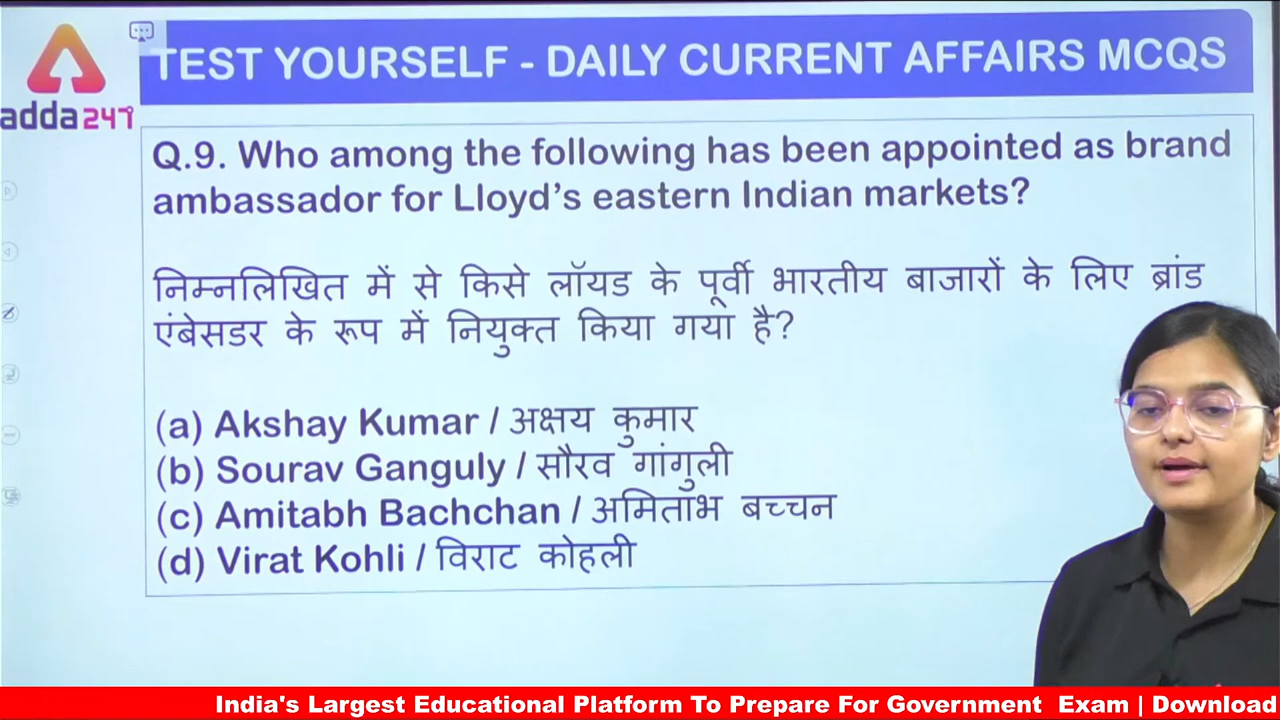 TEST YOURSELF - DAILY CURRENT AFFAIRS MCQS
adda247
Q.9. Who among the following has been appointed as brand
ambassador for Lloyd's eastern Indian markets?
निम्नलिखित में से किसे लॉयड के पूर्वी भारतीय बाजारों के लिए ब्रांड
एंबेसडर के रूप में नियुक्त किया गया है?
(a) Akshay Kumar / अक्षय कुमार
(b) Sourav Ganguly / सौरव गांगुली
(c) Amitabh Bachchan / अमिताभ बच्चन
(d) Virat Kohli / विराट कोहली
India's Largest Educational Platform To Prepare For Government Exam | Download